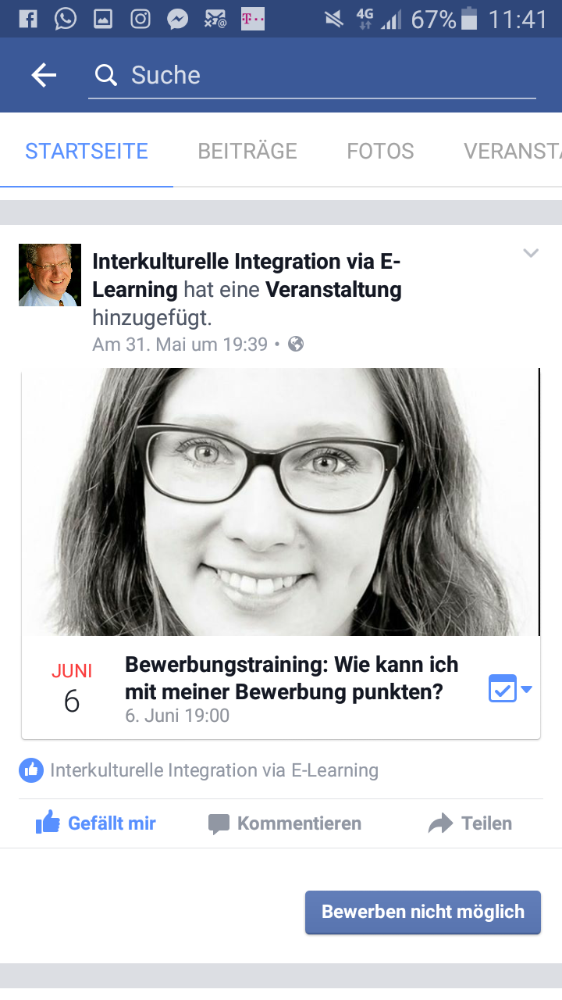 4G 67% 11:41
Suche
STARTSEITE BEITRÄGE FOTOS VERANSTA
Interkulturelle Integration via E-
Learning hat eine Veranstaltung
hinzugefügt.
Am 31. Mai um 19:39 •
JUNI
6
Bewerbungstraining: Wie kann ich
mit meiner Bewerbung punkten?
6. Juni 19:00
Interkulturelle Integration via E-Learning
Gefällt mir Kommentieren Teilen
Bewerben nicht möglich